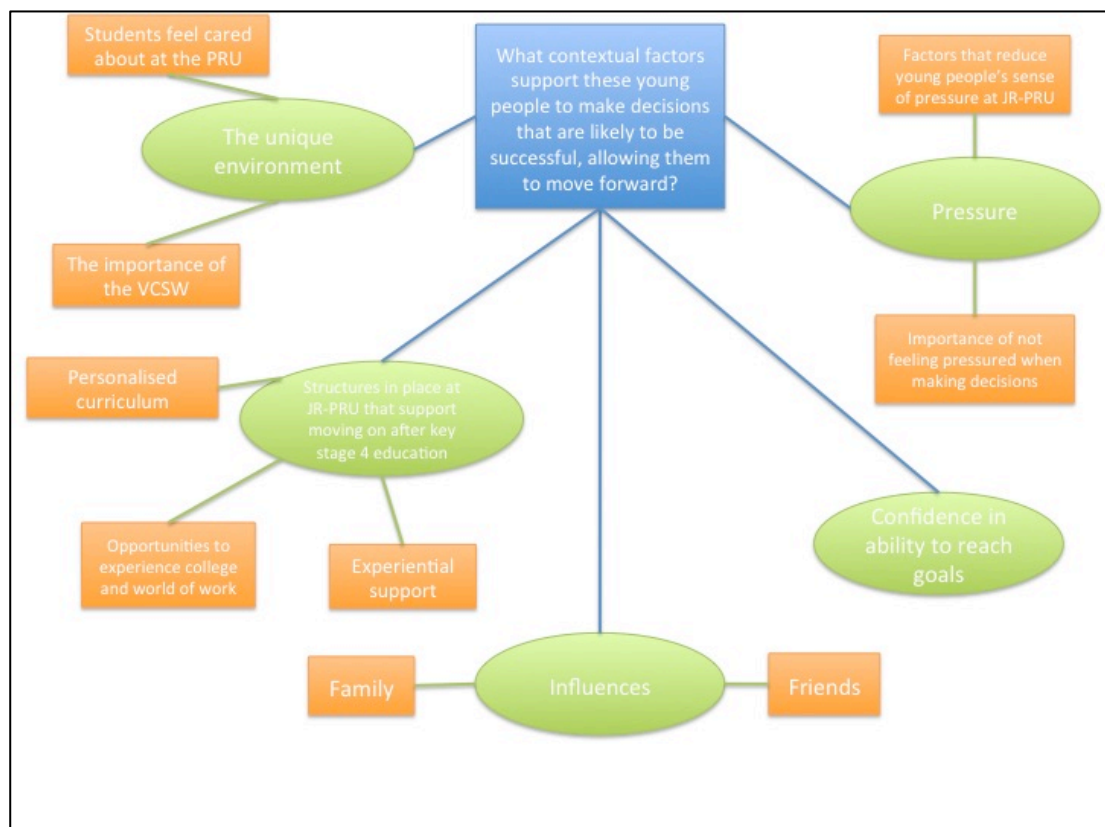 Students feel cared
about at the PRU
The unique
environment
The importance of
the VCSW
What contextual factors
support these young
people to make decisions
that are likely to be
successful, allowing them
to move forward?
Factors that reduce
young people's sense
of pressure at JR-PRU
Pressure
Importance of not
feeling pressured when
making decisions
Personalised
curriculum
Structures in place at
JR-PRU that support
moving on after key
stage 4 education
Opportunities to
experience college
and world of work
Experiential
support
Confidence in
ability to reach
goals
Family
Influences
Friends